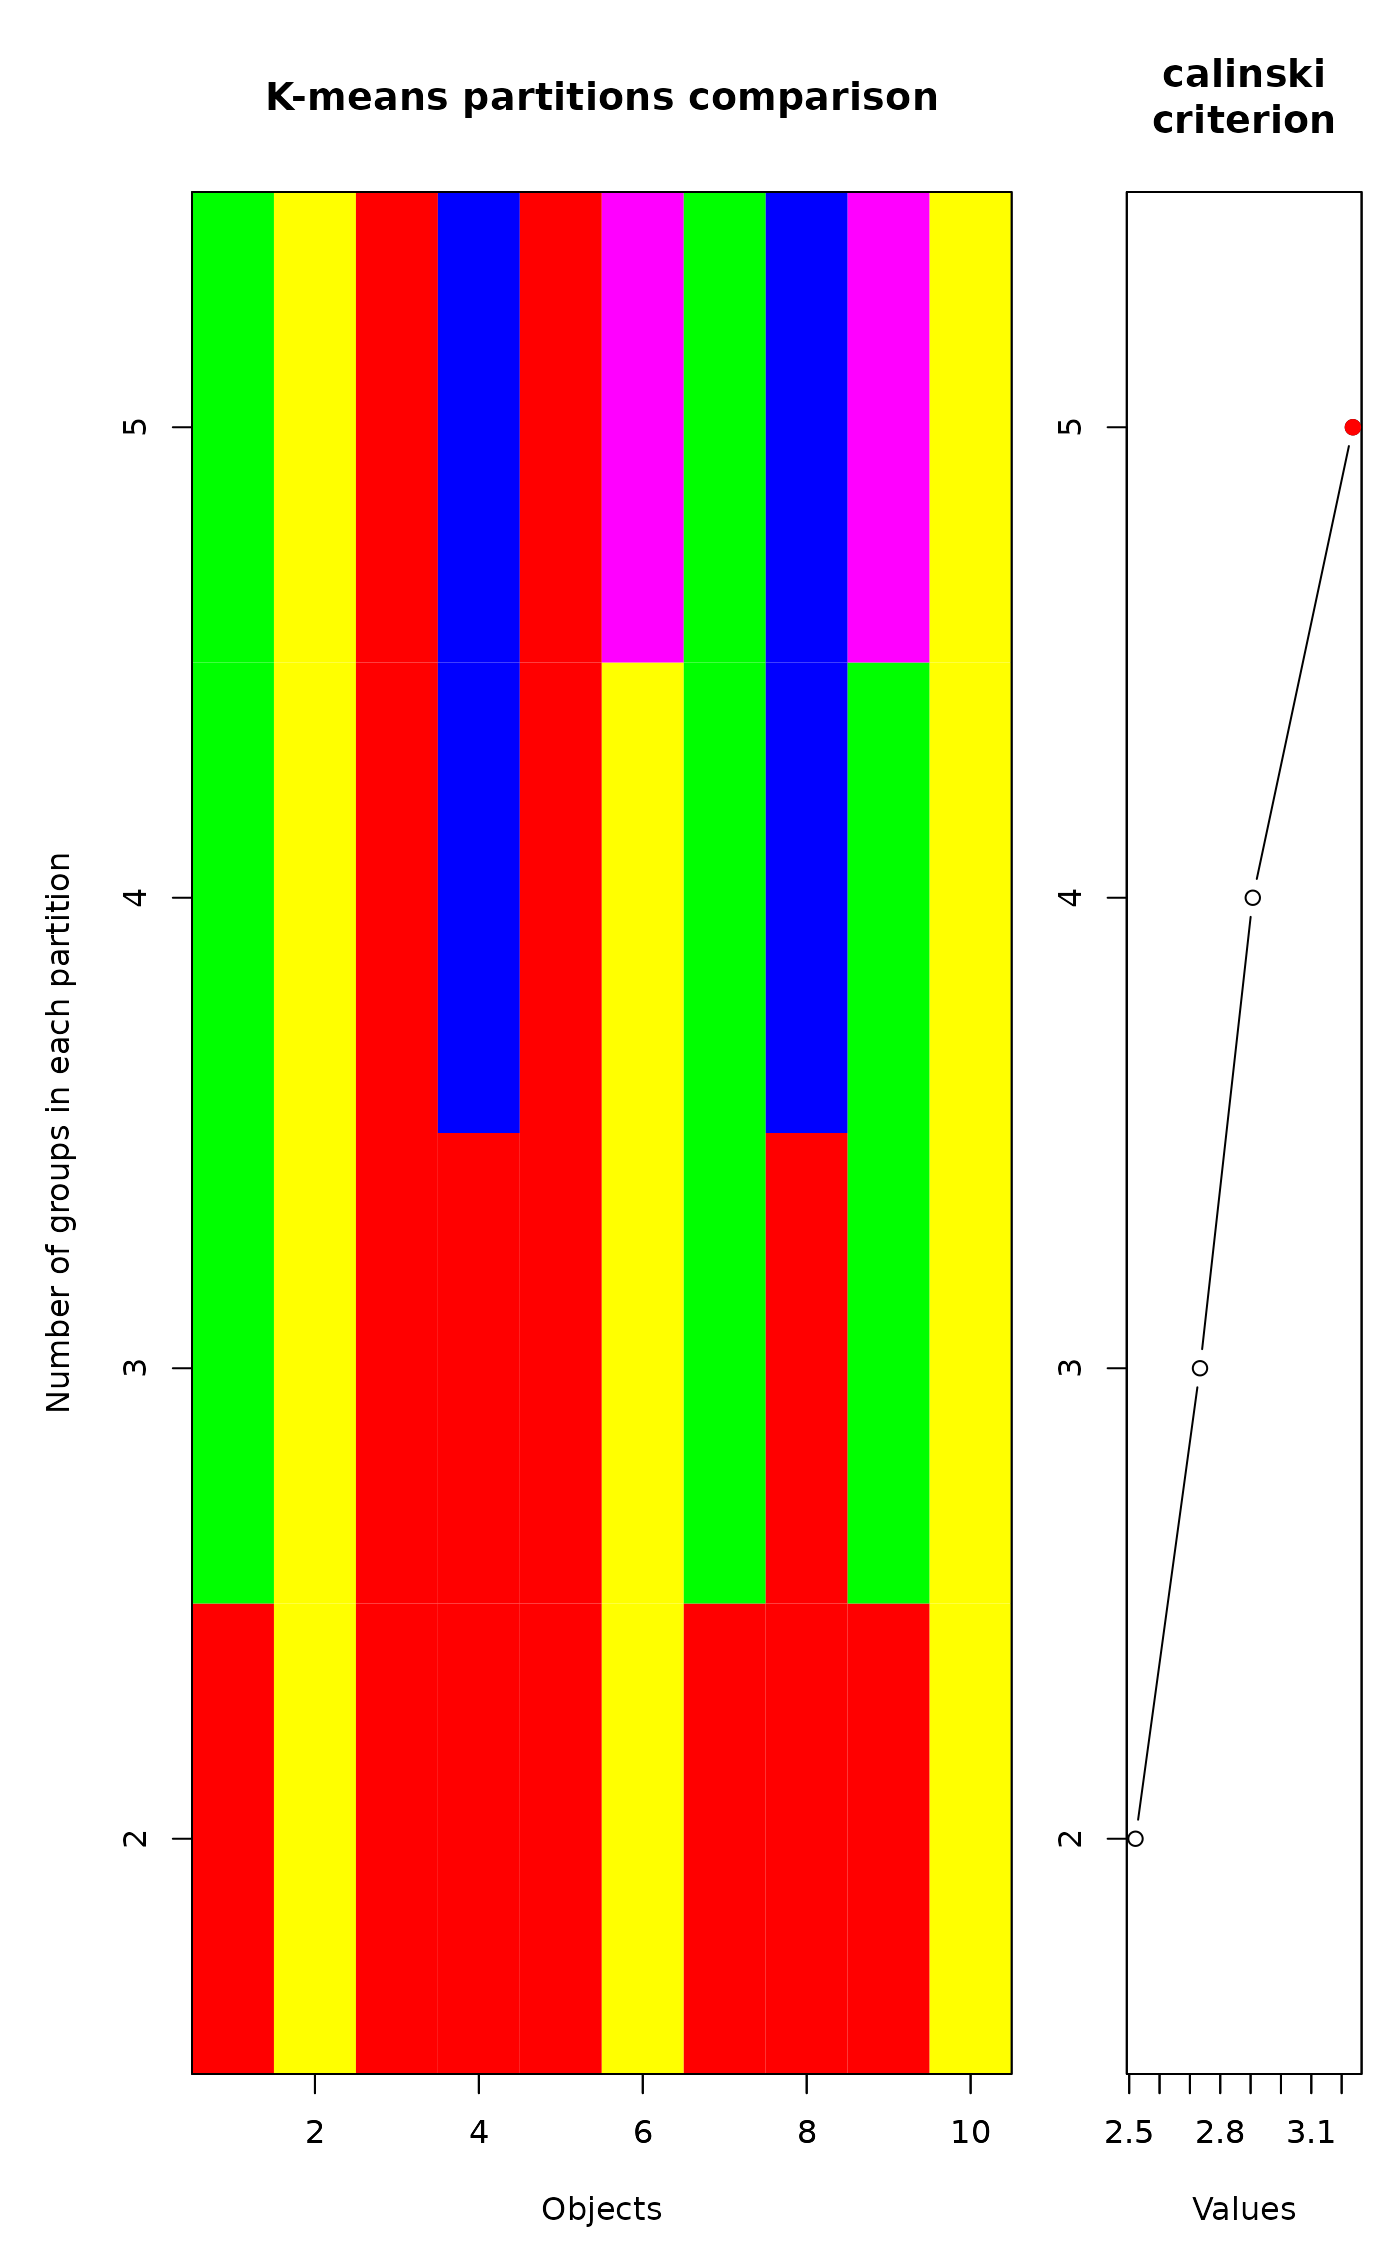 K-means partitions comparison
calinski
criterion
Number of groups in each partition
5
4
3
2
2 4 6 8 10
Objects
5
4
3
2
2.5 2.8 3.1
Values